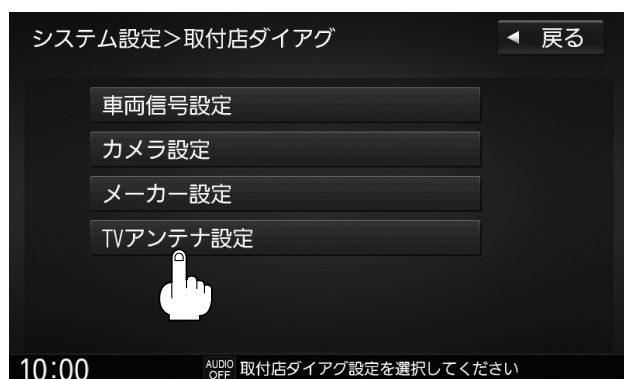 システム設定＞取付店ダイアグ
戻る
車両信号設定
カメラ設定
メーカー設定
TVアンテナ設定
10:00
AUDIO
OFF
取付店ダイアグ設定を選択してください